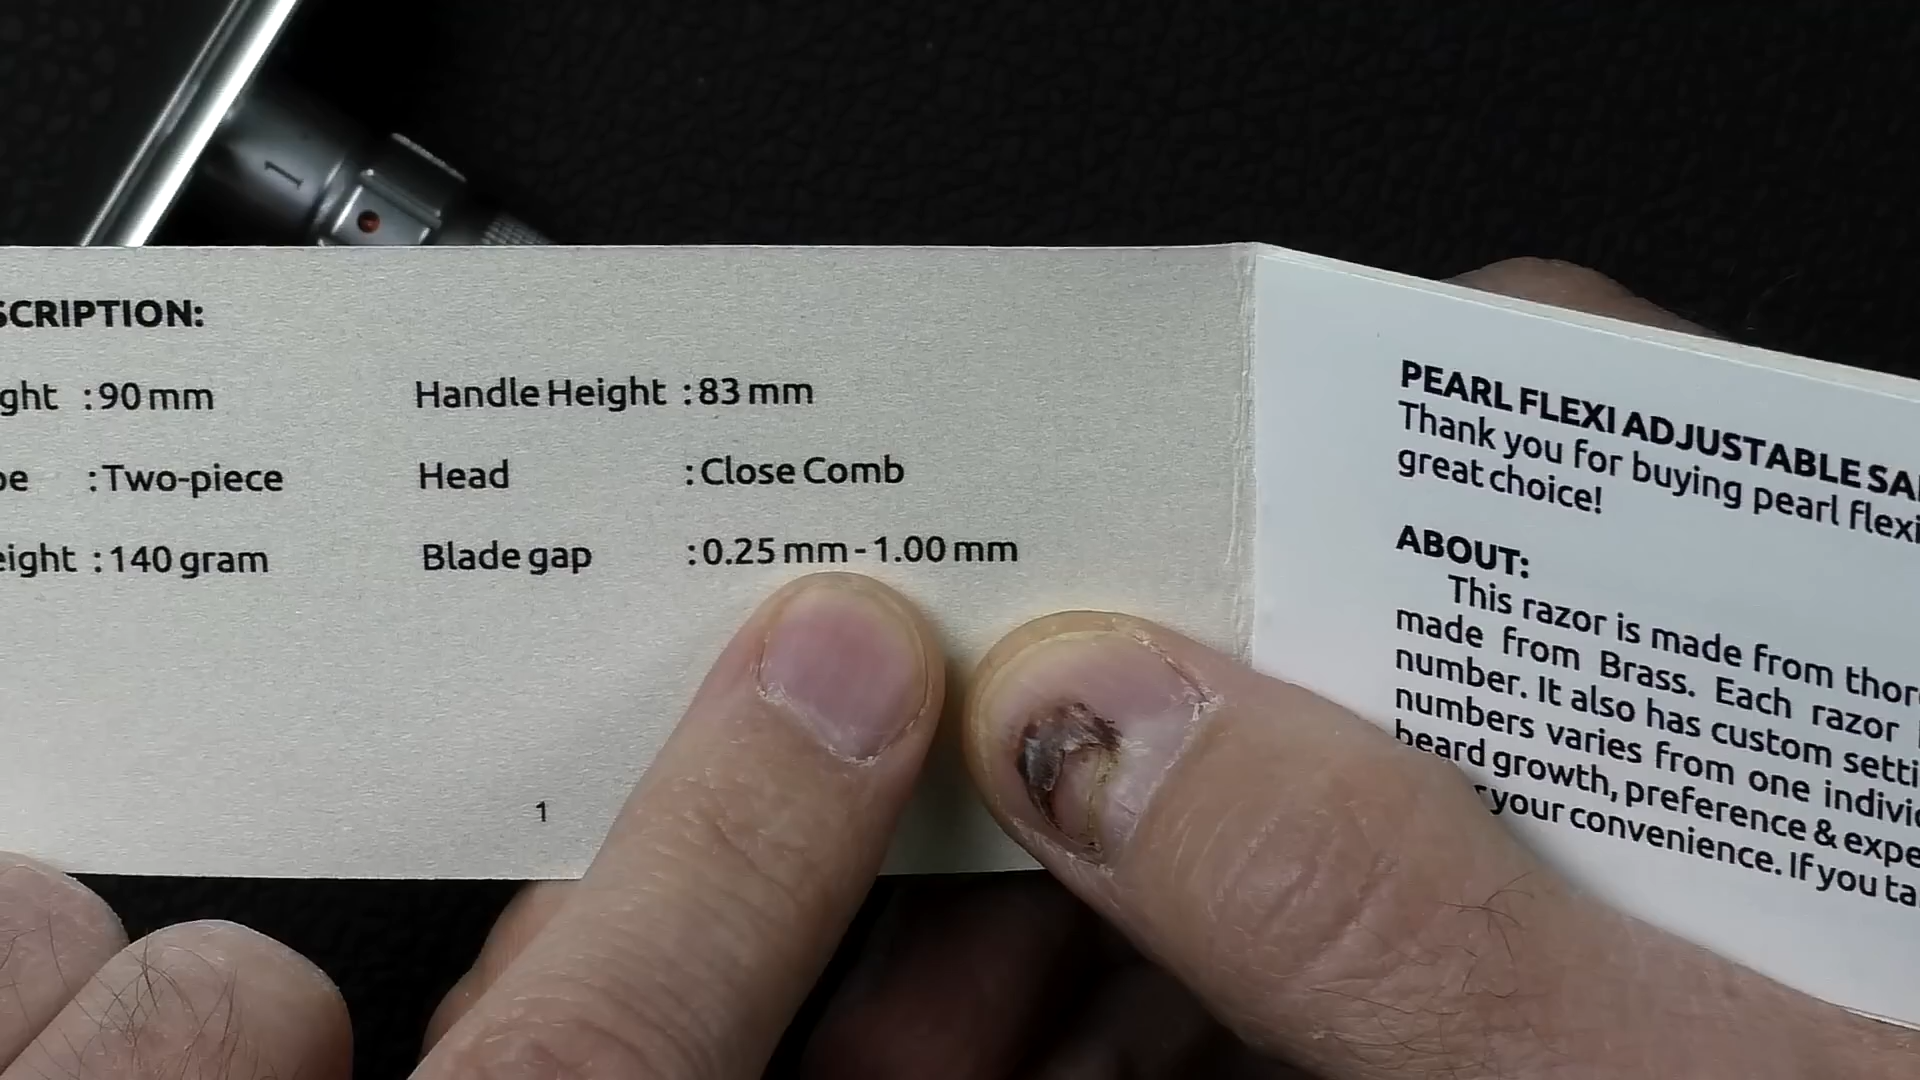 SCRIPTION:
ght : 90 mm Handle Height : 83 mm
pe : Two-piece Head : Close Comb
eight : 140 gram Blade gap : 0.25 mm - 1.00 mm
1
PEARL FLEXI ADJUSTABLE SA
Thank you for buying pearl flexi
great choice!
ABOUT:
This razor is made from thor
made from Brass. Each razor
number. It also has custom setti
numbers varies from one indivi
beard growth, preference & expe
your convenience. If you ta
1